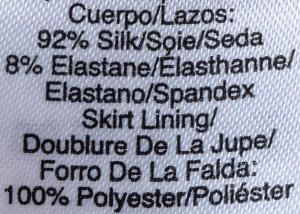 Cuerpo/Lazos:
92% Silk/Soie/Seda
8% Elastane/Élasthanne/
Elastano/Spandex
Skirt Lining/
Doublure De La Jupe/
Forro De La Falda:
100% Polyester/Poliéster